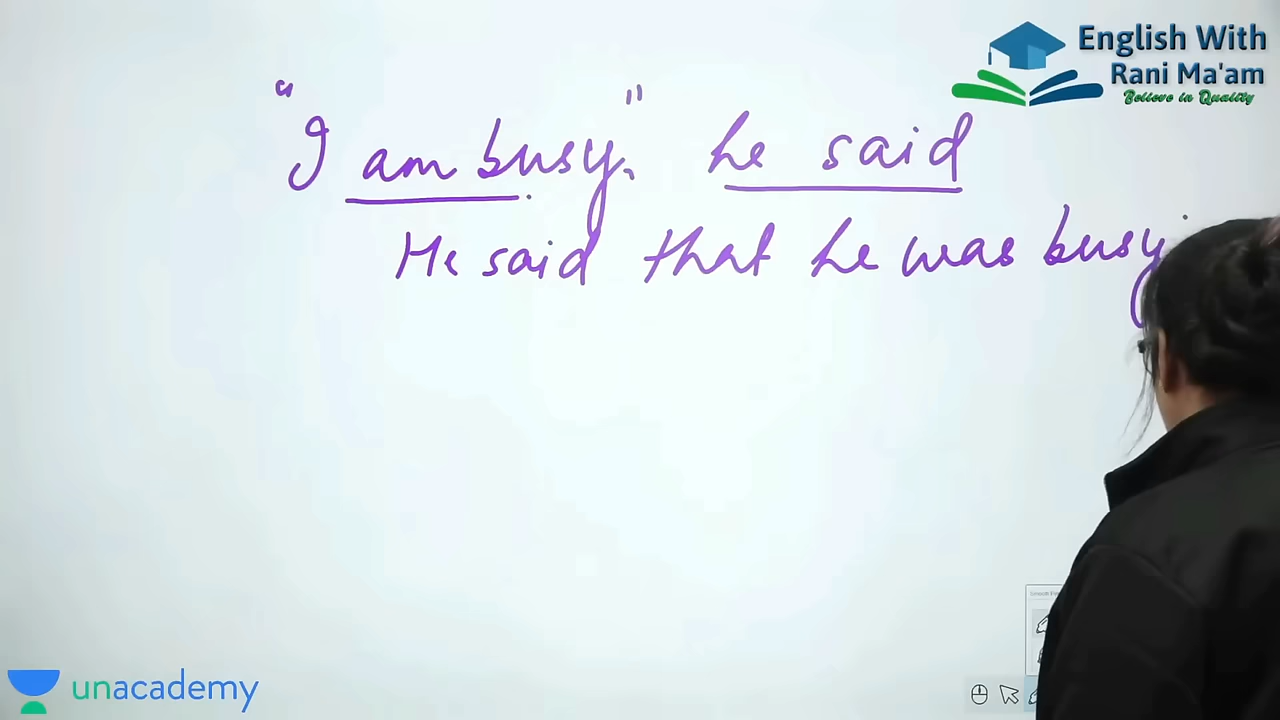 English With
Rani Ma'am
Believe in Quality
"I am busy," he said
He said that he was busy
unacademy